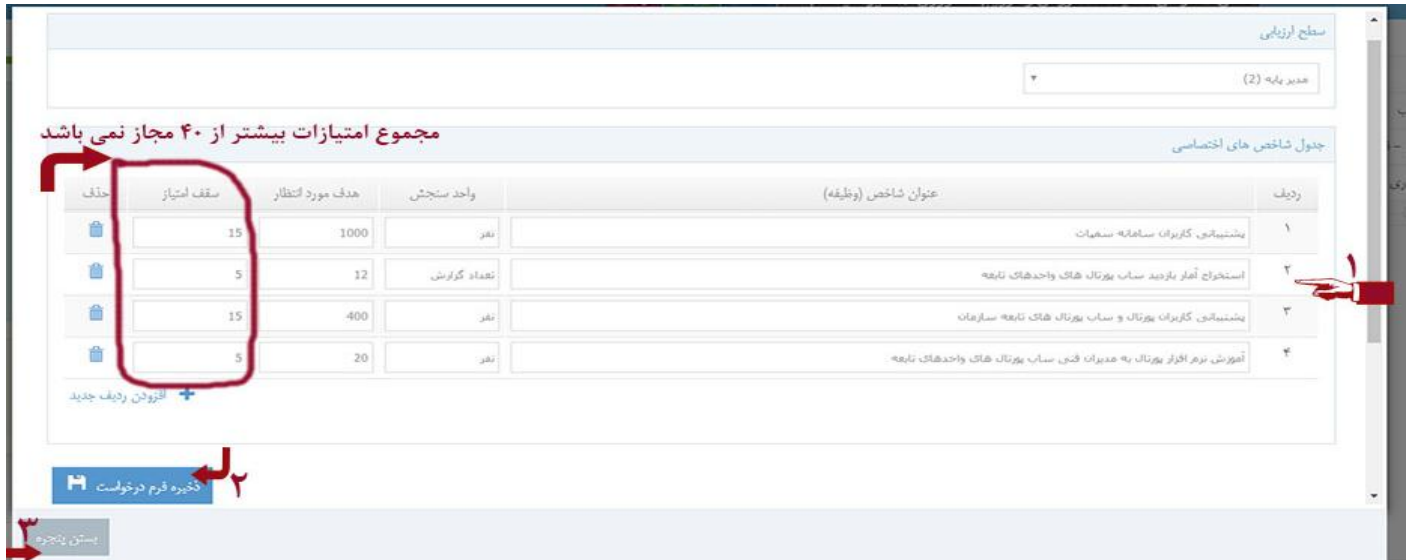 سطح ارزیابی
مدیر پایه (2)
مجموع امتیازات بیشتر از ۴۰ مجاز نمی باشد
جدول شاخص های اختصاصی
ردیف عنوان شاخص (وظیفه) واحد سنجش هدف مورد انتظار سقف امتیاز حذف
۱ پشتیبانی کاربران سامانه سمپات نفر 1000 15
۲ استخراج آمار بازدید ساب پورتال های واحدهای تابعه تعداد گزارش 12 5
۱
۳ پشتیبانی کاربران پورتال و ساب پورتال های تابعه سازمان نفر 400 15
۴ آموزش نرم افزار پورتال به مدیران فنی ساب پورتال های واحدهای تابعه نفر 20 5
افزودن ردیف جدید
ذخیره فرم درخواست
۲
۳
بستن پنجره